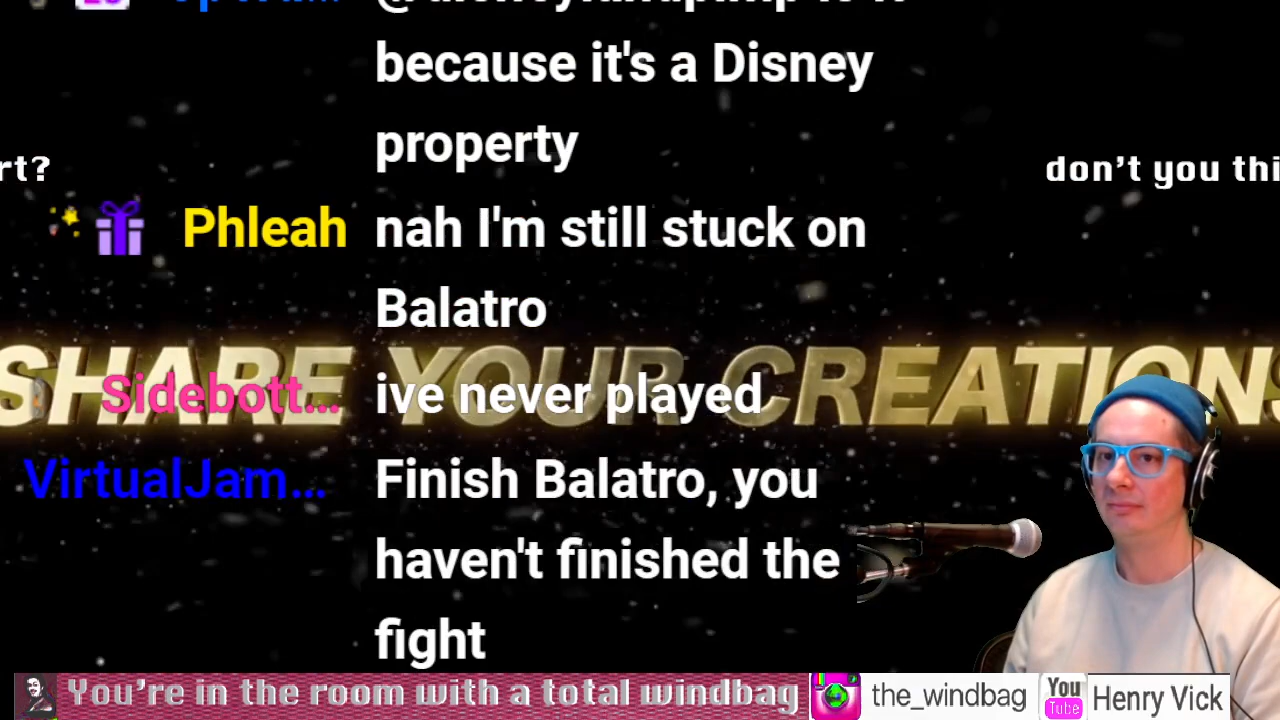 because it's a Disney
property
rt?
don't you thi
Phleah nah I'm still stuck on
Balatro
SHARE YOUR CREATIONS
Sidebott... ive never played
VirtualJam... Finish Balatro, you
haven't finished the
fight
You're in the room with a total windbag
the_windbag
You
Tube
Henry Vick